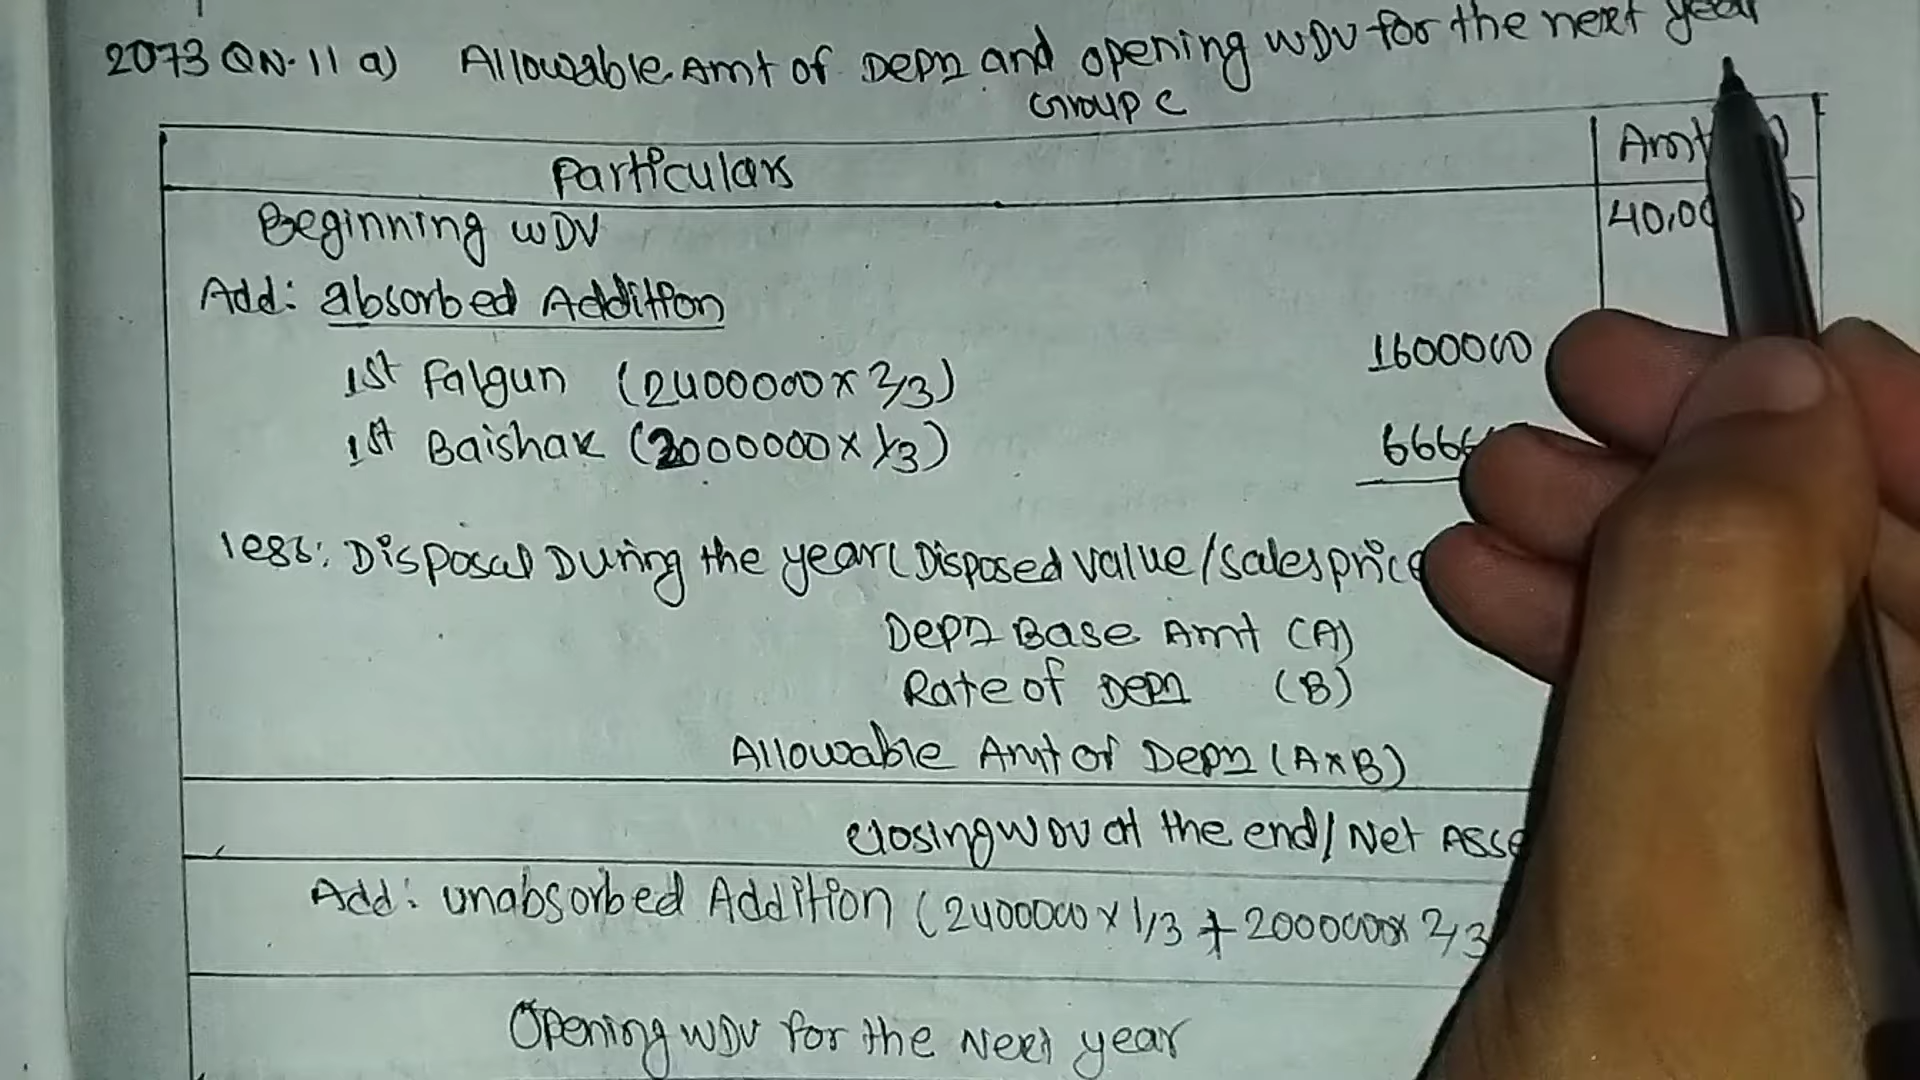 2073 QN. 11 a) Allowable Amt of Depn and opening WDV for the next year
Group C
Particulars
Beginning WDV 40,00
Add: absorbed Addition
1st Falgun (2400000 x 2/3) 1600000
1st Baishak (2000000 x 1/3) 666
less: Disposal During the year (Disposed value/sales price
Depn Base Amt (A)
Rate of Depn (B)
Allowable Amt of Depn (AxB)
closing WDV at the end/ Net Asse
Add: unabsorbed Addition (2400000 x 1/3 + 2000000x 2/3
Opening WDV for the Next year